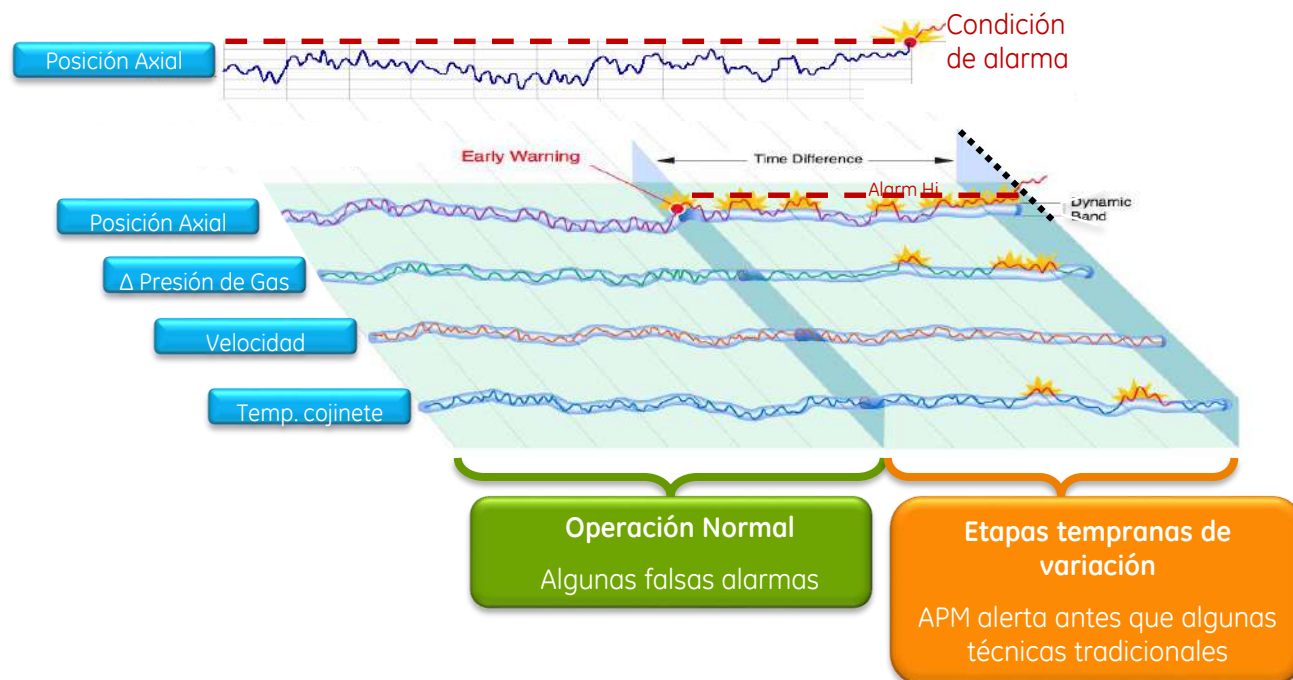 Posición Axial
Condición
de alarma
Early Warning
Time Difference
Alarm Hi
Dynamic
Band
Posición Axial
Δ Presión de Gas
Velocidad
Temp. cojinete
Operación Normal
Algunas falsas alarmas
Etapas tempranas de
variación
APM alerta antes que algunas
técnicas tradicionales